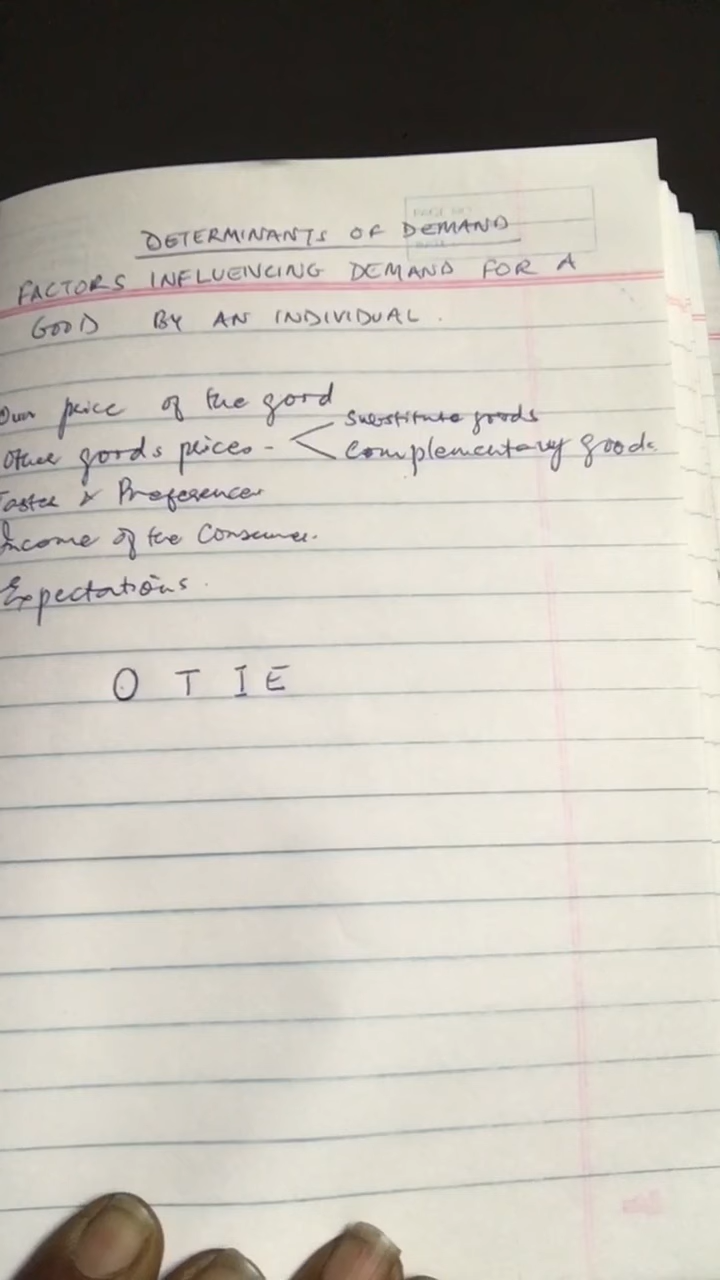 DETERMINANTS OF DEMAND
FACTORS INFLUENCING DEMAND FOR A
GOOD BY AN INDIVIDUAL.
Own price of the good
Other goods prices - Substitute goods
Complementary goods
Tastes & Preferences
Income of the Consumer.
Expectations.
O T I E